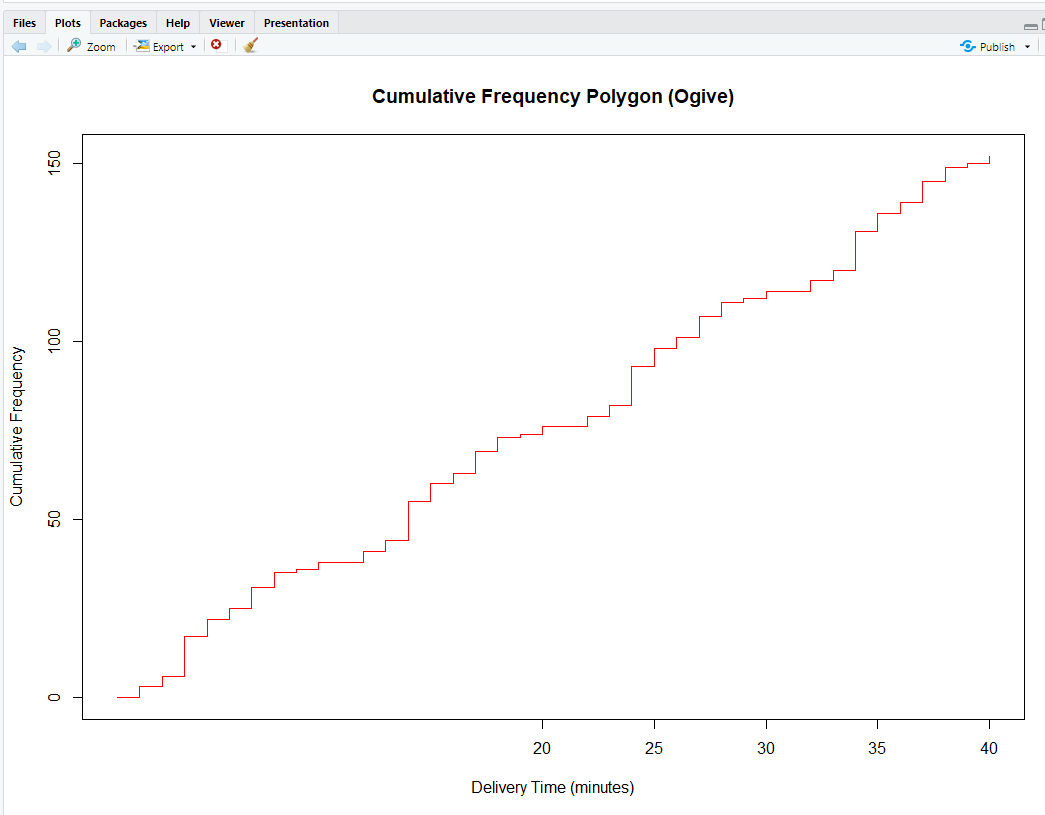 Files Plots Packages Help Viewer Presentation
Zoom Export Publish
Cumulative Frequency Polygon (Ogive)
150
100
50
0
Cumulative Frequency
20 25 30 35 40
Delivery Time (minutes)